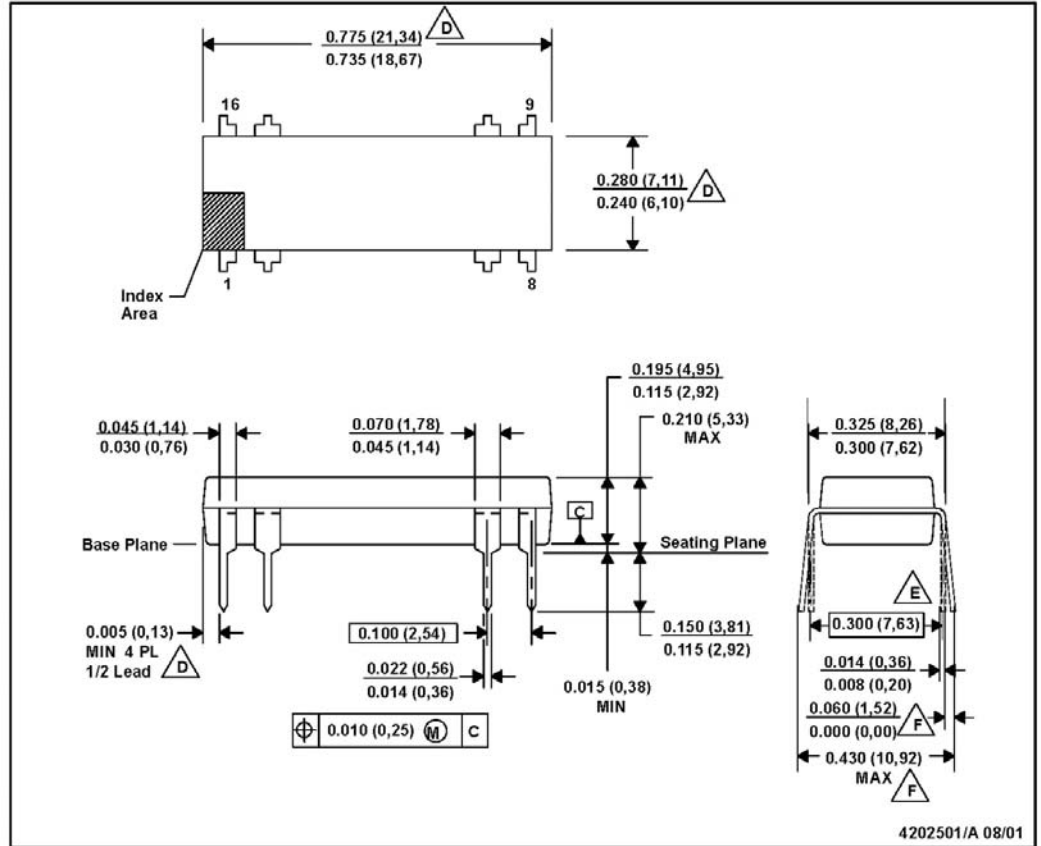 0.775 (21,34)
0.735 (18,67)
D
16
9
0.280 (7,11)
0.240 (6,10)
D
1
8
Index
Area
0.195 (4,95)
0.115 (2,92)
0.045 (1,14)
0.030 (0,76)
0.070 (1,78)
0.045 (1,14)
0.210 (5,33)
MAX
0.325 (8,26)
0.300 (7,62)
C
Base Plane
Seating Plane
E
0.005 (0,13)
MIN 4 PL
1/2 Lead
D
0.100 (2,54)
0.150 (3,81)
0.115 (2,92)
0.300 (7,63)
0.022 (0,56)
0.014 (0,36)
0.015 (0,38)
MIN
0.014 (0,36)
0.008 (0,20)
0.060 (1,52)
0.000 (0,00)
F
⌖ 0.010 (0,25) Ⓜ C
0.430 (10,92)
MAX
F
4202501/A 08/01